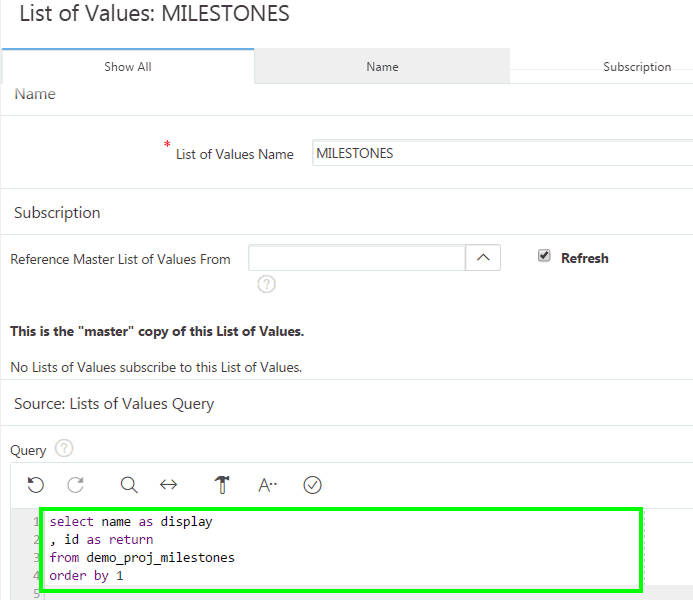 List of Values: MILESTONES
Show All
Name
Subscription
Name
* List of Values Name
MILESTONES
Subscription
Reference Master List of Values From
Refresh
?
This is the "master" copy of this List of Values.
No Lists of Values subscribe to this List of Values.
Source: Lists of Values Query
Query ?
A··
1 select name as display
2 , id as return
3 from demo_proj_milestones
4 order by 1
5